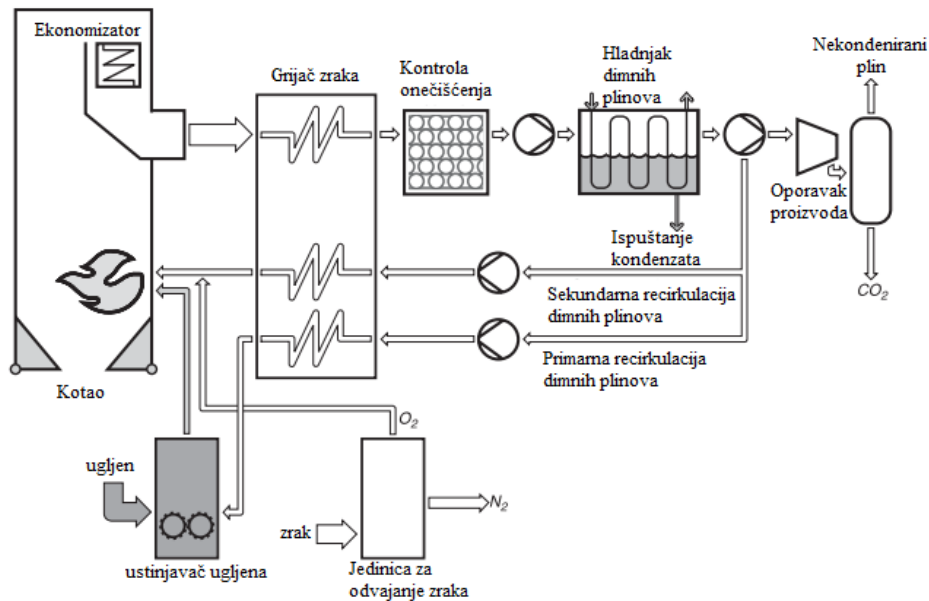 Ekonomizator
Grijač zraka
Kontrola
onečišćenja
Hladnjak
dimnih
plinova
Nekondenirani
plin
Oporavak
proizvoda
Ispuštanje
kondenzata
CO2
Sekundarna recirkulacija
dimnih plinova
Primarna recirkulacija
dimnih plinova
Kotao
O2
ugljen
N2
zrak
ustinjavač ugljena
Jedinica za
odvajanje zraka